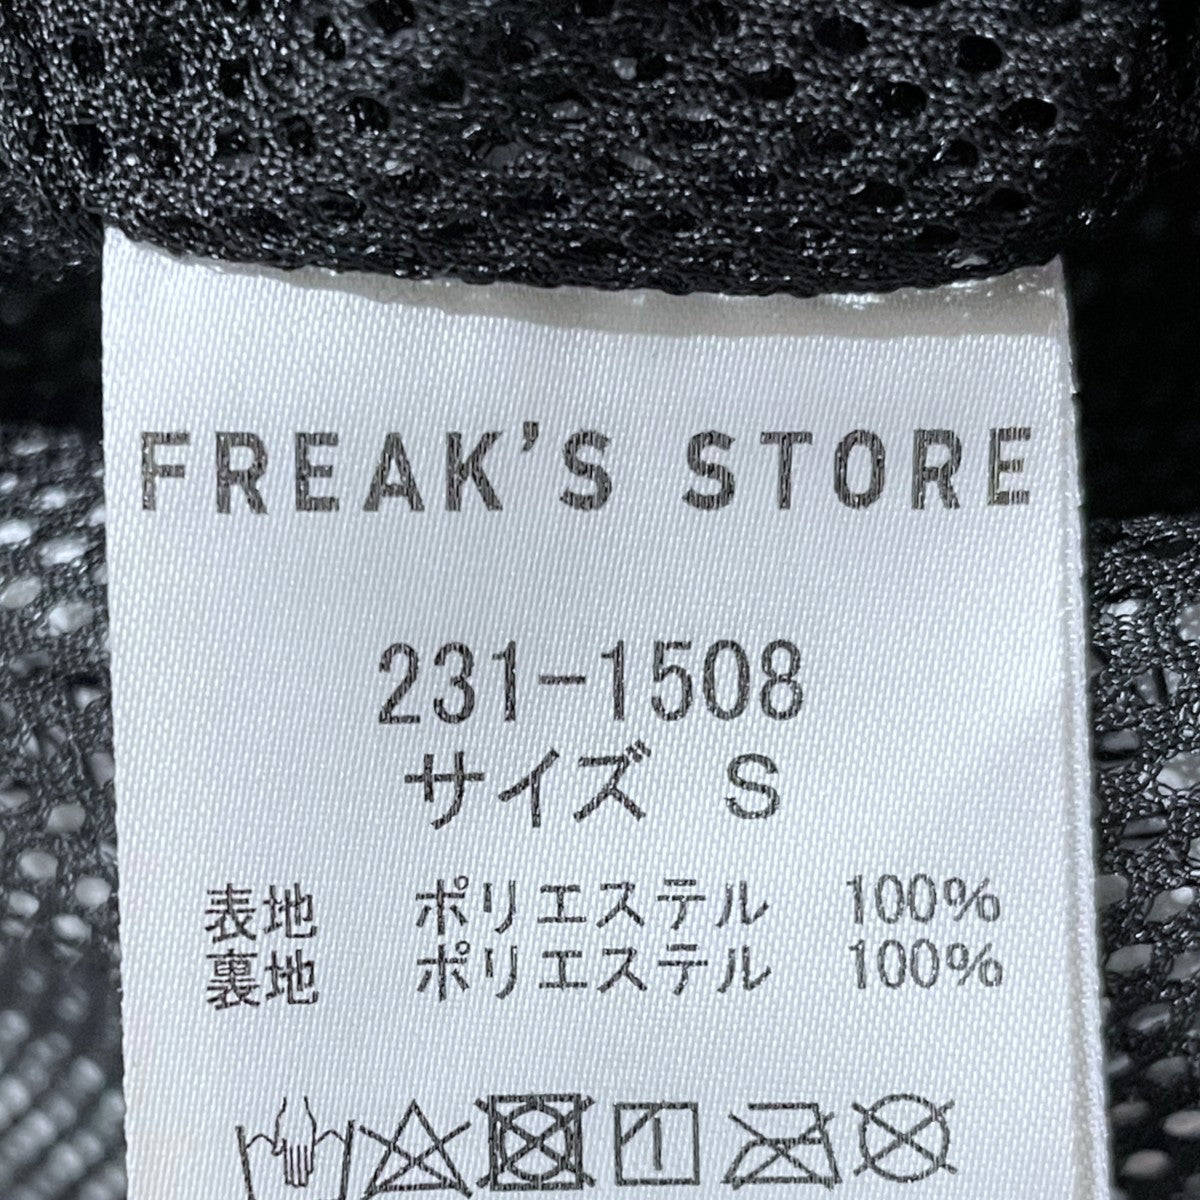 FREAK'S STORE
231-1508
サイズ S
表地 ポリエステル 100%
裏地 ポリエステル 100%